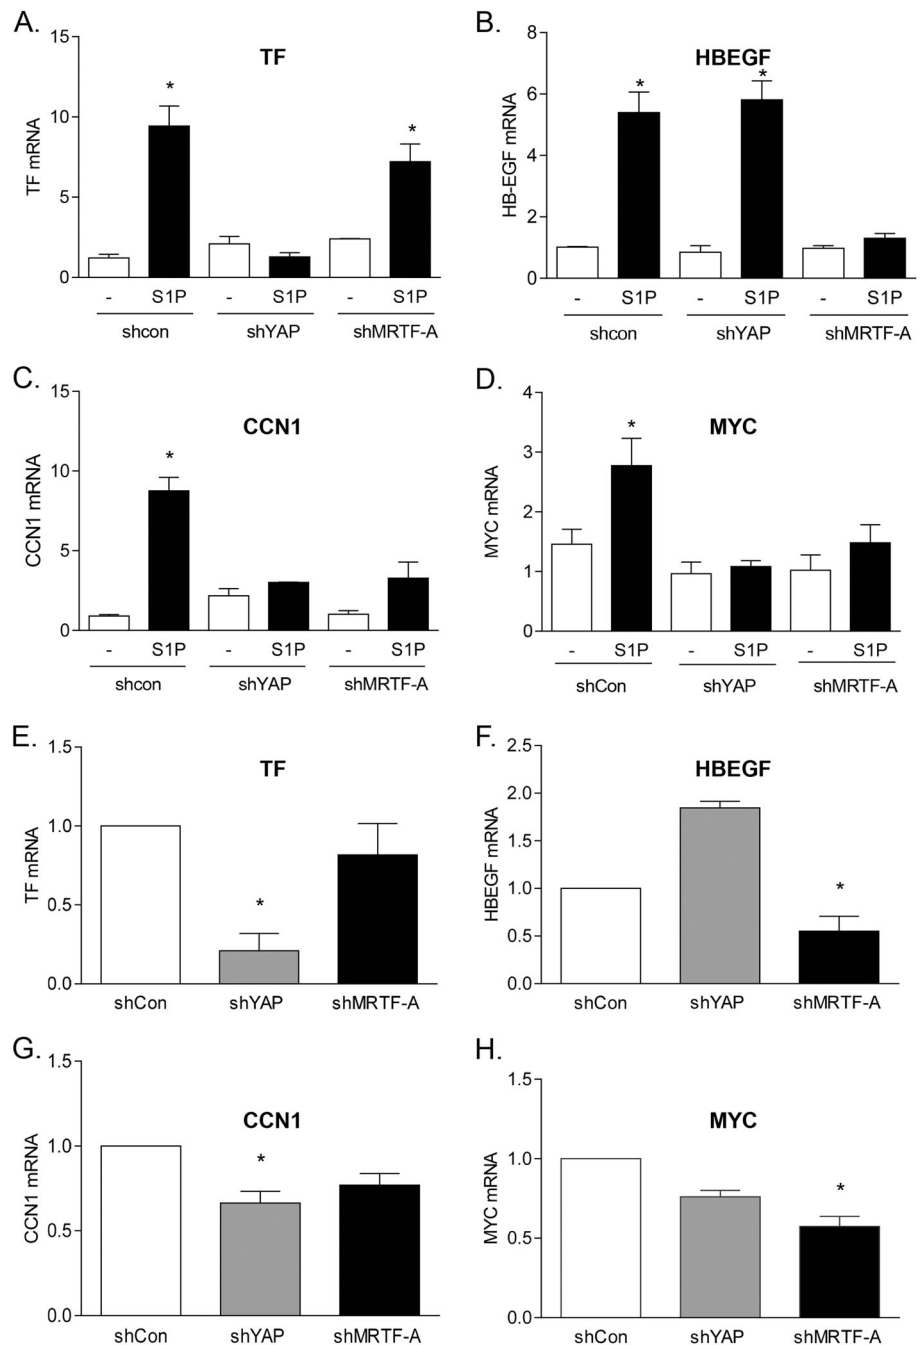 A.
TF
TF mRNA
15
10
5
0
*
*
- S1P - S1P - S1P
shcon shYAP shMRTF-A
B.
HBEGF
HB-EGF mRNA
8
6
4
2
0
*
*
- S1P - S1P - S1P
shcon shYAP shMRTF-A
C.
CCN1
CCN1 mRNA
15
10
5
0
*
- S1P - S1P - S1P
shcon shYAP shMRTF-A
D.
MYC
MYC mRNA
4
3
2
1
0
*
- S1P - S1P - S1P
shCon shYAP shMRTF-A
E.
TF
TF mRNA
1.5
1.0
0.5
0.0
*
shCon shYAP shMRTF-A
F.
HBEGF
HBEGF mRNA
2.5
2.0
1.5
1.0
0.5
0.0
*
shCon shYAP shMRTF-A
G.
CCN1
CCN1 mRNA
1.5
1.0
0.5
0.0
*
shCon shYAP shMRTF-A
H.
MYC
MYC mRNA
1.5
1.0
0.5
0.0
*
shCon shYAP shMRTF-A